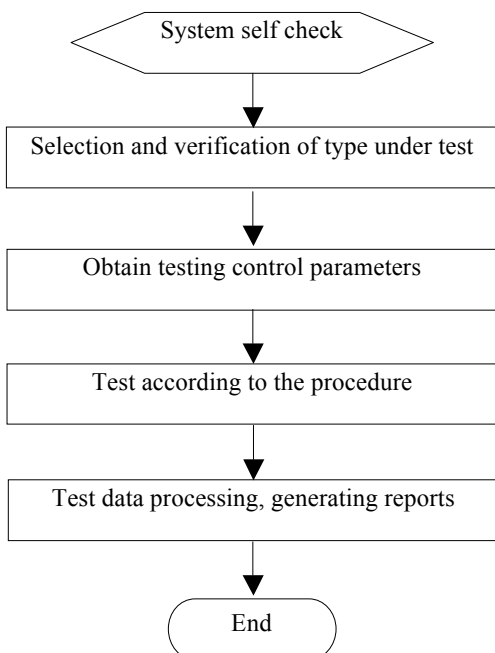 System self check
Selection and verification of type under test
Obtain testing control parameters
Test according to the procedure
Test data processing, generating reports
End